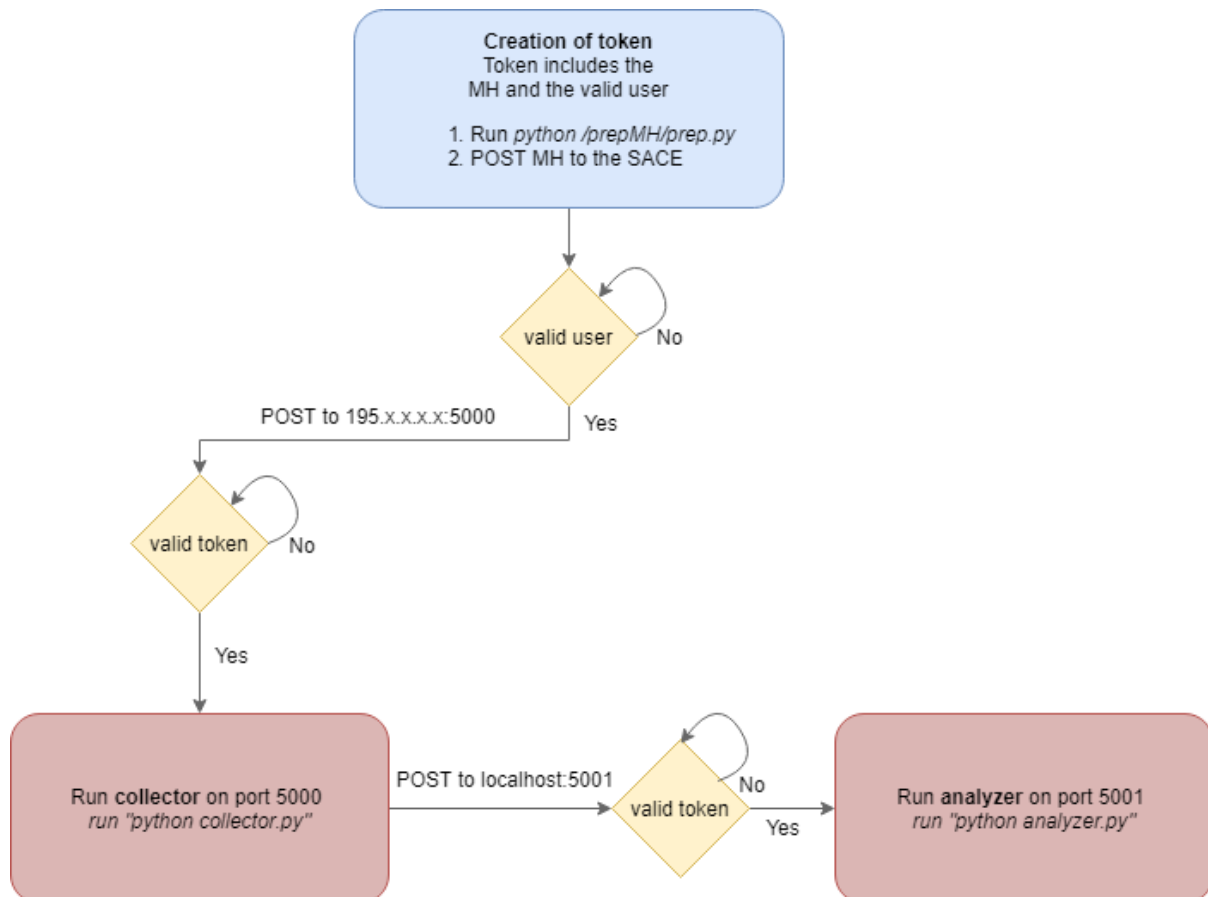 Creation of token
Token includes the
MH and the valid user
1. Run python /prepMH/prep.py
2. POST MH to the SACE
valid user
No
POST to 195.x.x.x.x:5000
Yes
valid token
No
Yes
Run collector on port 5000
run "python collector.py"
POST to localhost:5001
valid token
No
Yes
Run analyzer on port 5001
run "python analyzer.py"